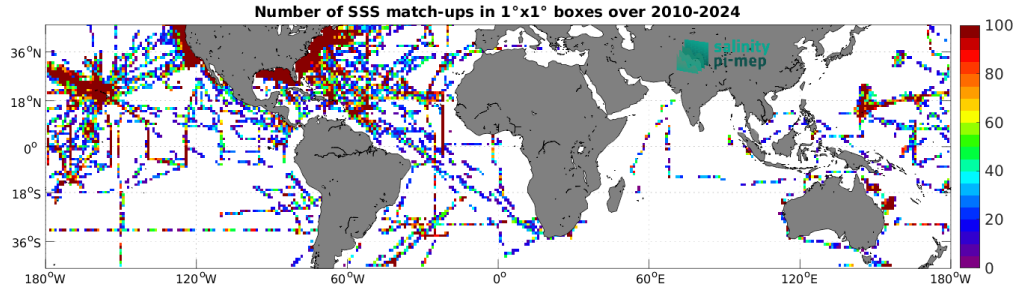 Number of SSS match-ups in 1°x1° boxes over 2010-2024
salinity
pi-mep
36°N
18°N
0°
18°S
36°S
180°W
120°W
60°W
0°
60°E
120°E
180°W
100
80
60
40
20
0